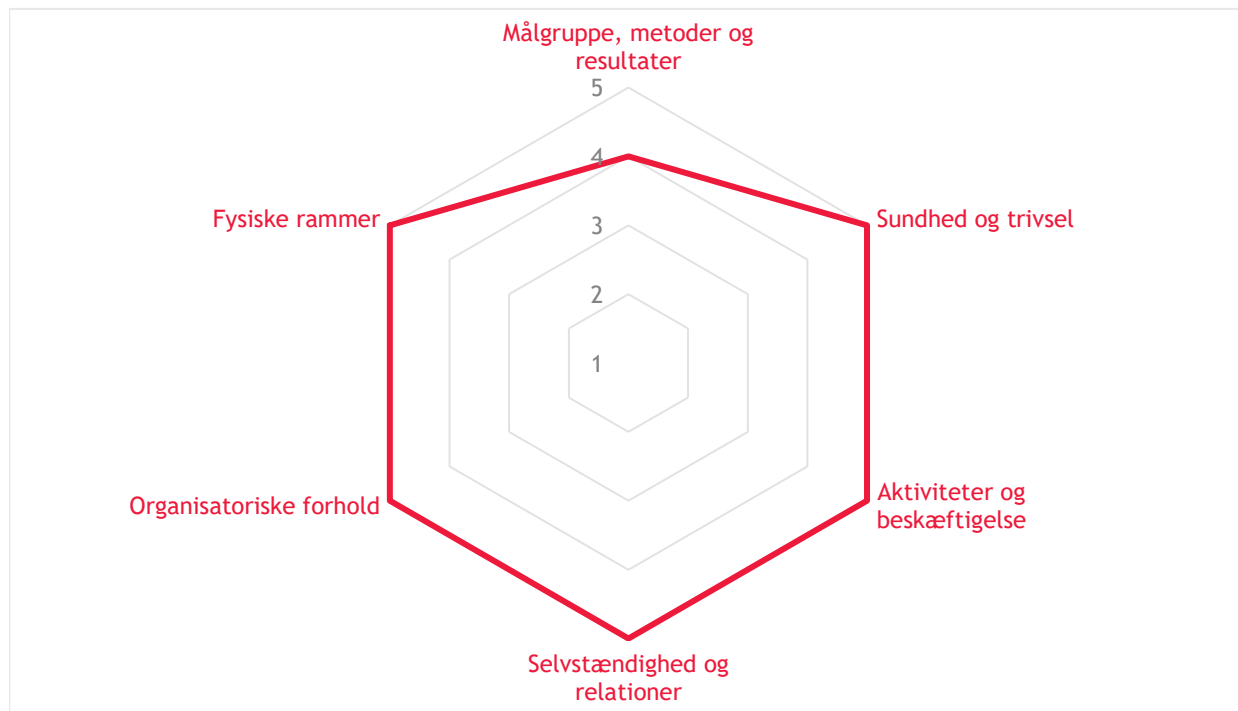 Målgruppe, metoder og
resultater
5
4
Fysiske rammer
3
Sundhed og trivsel
2
1
Organisatoriske forhold
Aktiviteter og
beskæftigelse
Selvstændighed og
relationer